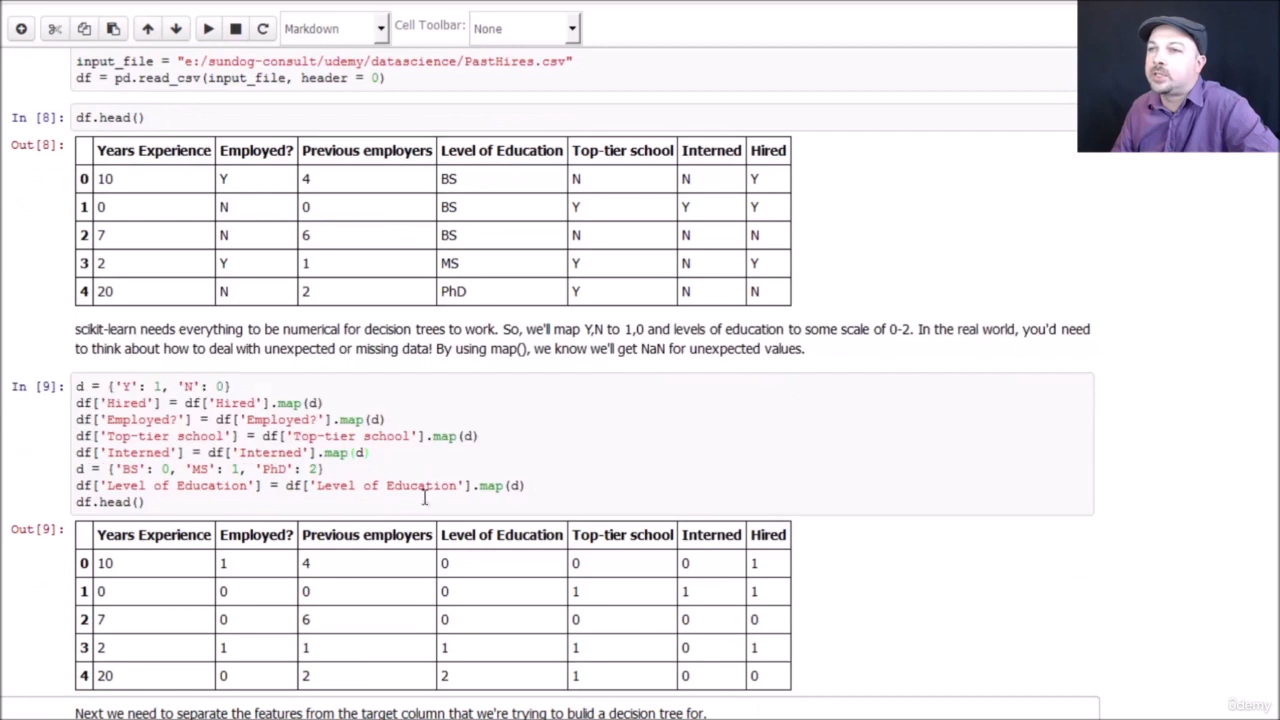 Markdown Cell Toolbar: None
input_file = "e:/sundog-consult/udemy/datascience/PastHires.csv"
df = pd.read_csv(input_file, header = 0)
In [8]: df.head()
Out[8]:
Years Experience Employed? Previous employers Level of Education Top-tier school Interned Hired
0 10 Y 4 BS N N Y
1 0 N 0 BS Y Y Y
2 7 N 6 BS N N N
3 2 Y 1 MS Y N Y
4 20 N 2 PhD Y N N
scikit-learn needs everything to be numerical for decision trees to work. So, we'll map Y,N to 1,0 and levels of education to some scale of 0-2. In the real world, you'd need
to think about how to deal with unexpected or missing data! By using map(), we know we'll get NaN for unexpected values.
In [9]: d = {'Y': 1, 'N': 0}
df['Hired'] = df['Hired'].map(d)
df['Employed?'] = df['Employed?'].map(d)
df['Top-tier school'] = df['Top-tier school'].map(d)
df['Interned'] = df['Interned'].map(d)
d = {'BS': 0, 'MS': 1, 'PhD': 2}
df['Level of Education'] = df['Level of Education'].map(d)
df.head()
Out[9]:
Years Experience Employed? Previous employers Level of Education Top-tier school Interned Hired
0 10 1 4 0 0 0 1
1 0 0 0 0 1 1 1
2 7 0 6 0 0 0 0
3 2 1 1 1 1 0 1
4 20 0 2 2 1 0 0
Next we need to separate the features from the target column that we're trying to bulid a decision tree for.
ûdemy